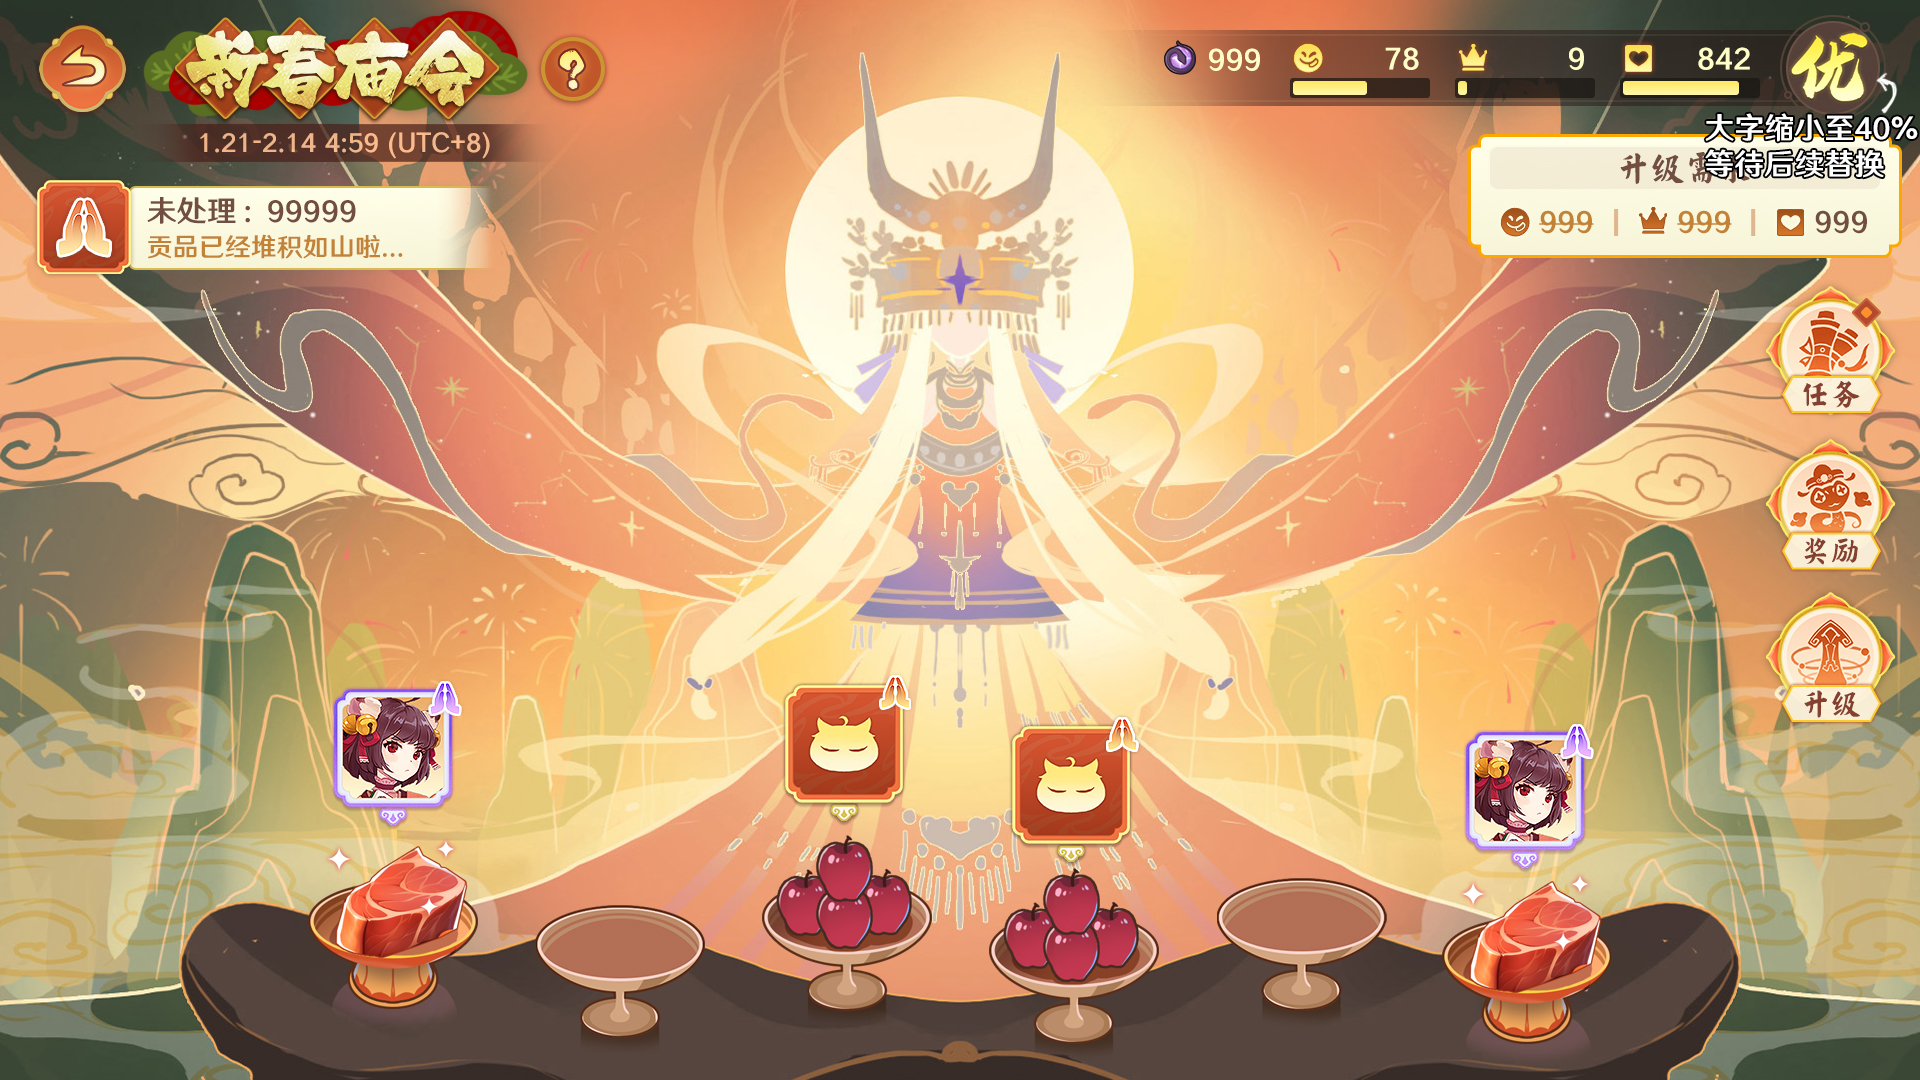 新春庙会
?
1.21-2.14 4:59 (UTC+8)
未处理：99999
贡品已经堆积如山啦...
999
78
9
842
优
大字缩小至40%
等待后续替换
升级需
999 | 999 | 999
任务
奖励
升级